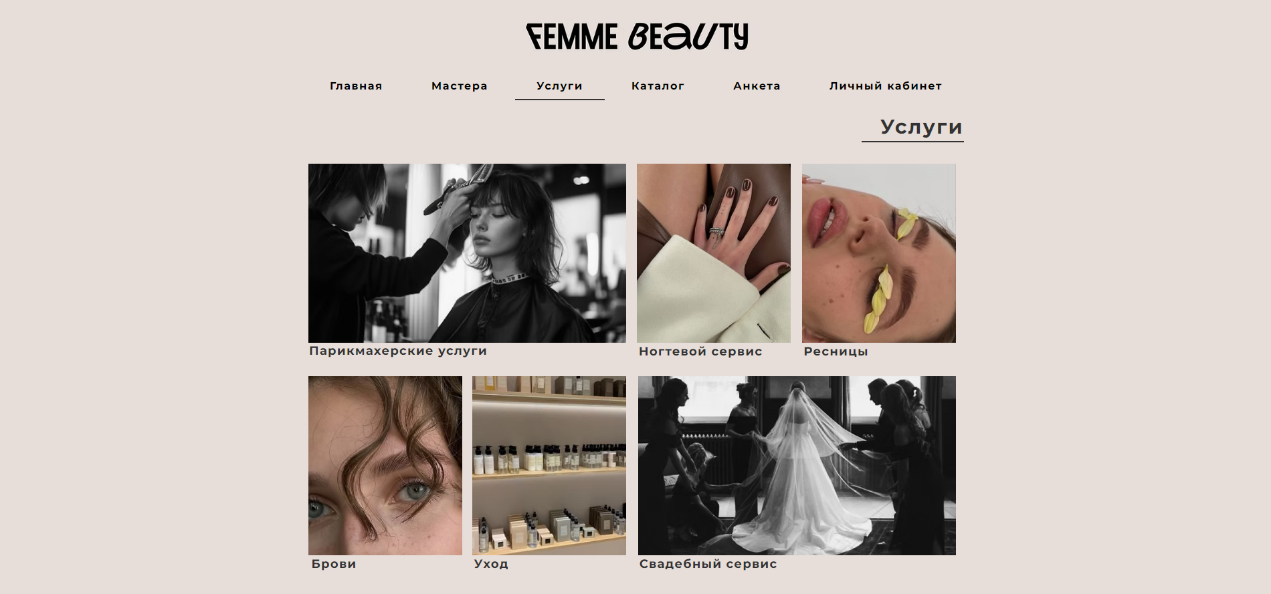 FEMME BEAUTY
Главная Мастера Услуги Каталог Анкета Личный кабинет
Услуги
Парикмахерские услуги Ногтевой сервис Ресницы
Брови Уход Свадебный сервис